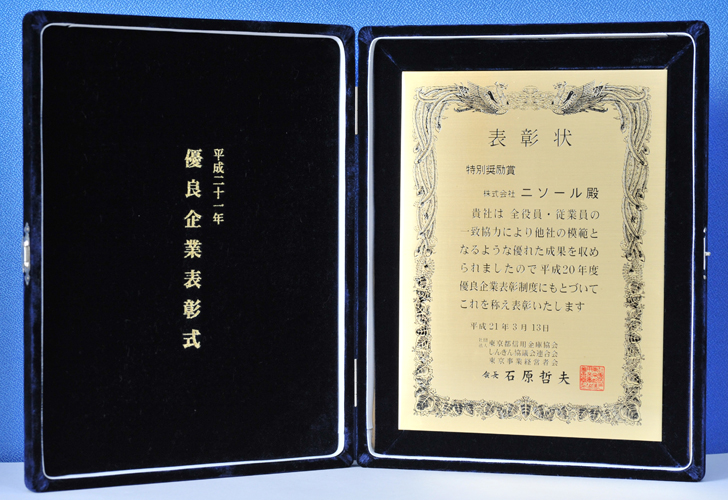 平成二十一年
優良企業表彰式
表彰状
特別奨励賞
株式会社 ニソール 殿
貴社は 全役員・従業員の
一致協力により他社の模範と
なるような優れた成果を収め
られましたので 平成20年度
優良企業表彰制度にもとづいて
これを称え表彰いたします
平成21年3月13日
東京都信用金庫協会
しんきん協議会連合会
東京事業経営者会
会長 石原哲夫